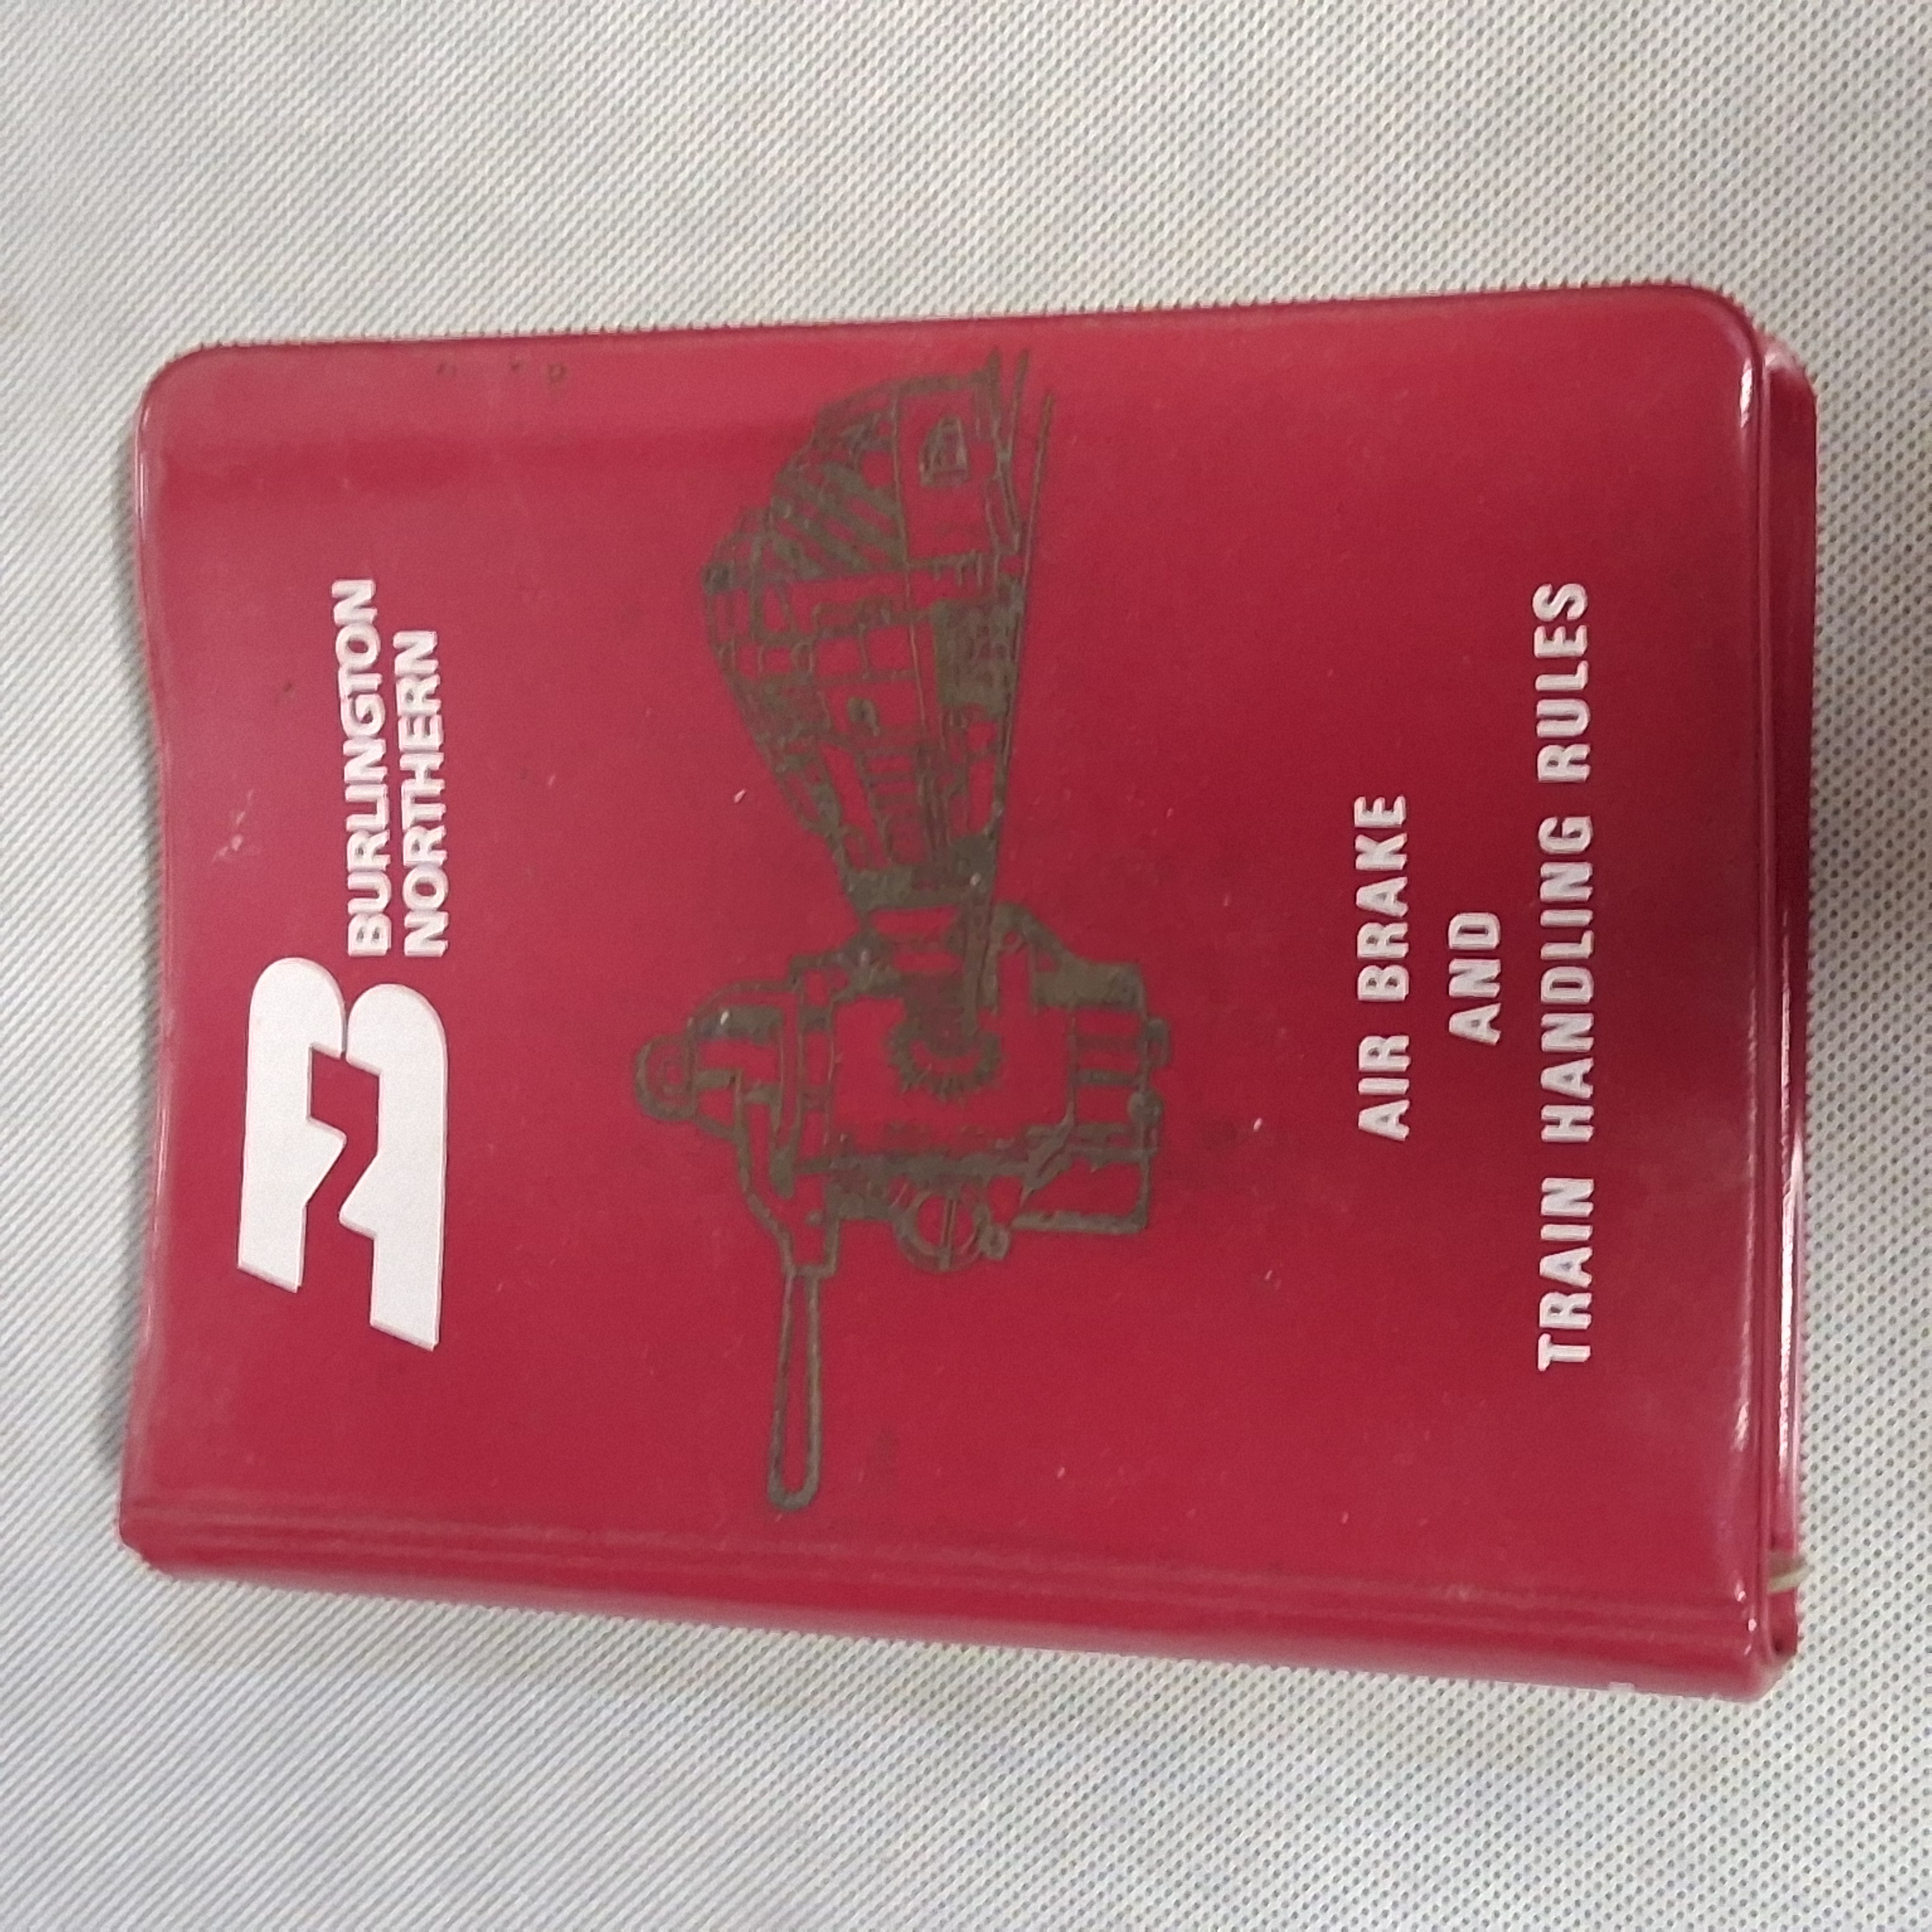 BURLINGTON
NORTHERN
AIR BRAKE
AND
TRAIN HANDLING RULES